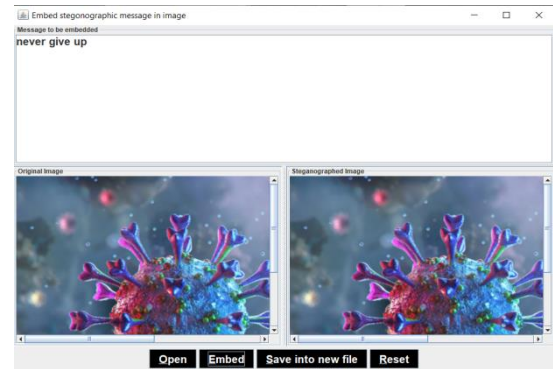 Embed stegonographic message in image
Message to be embedded
never give up
Original Image
Steganographed Image
Open Embed Save into new file Reset